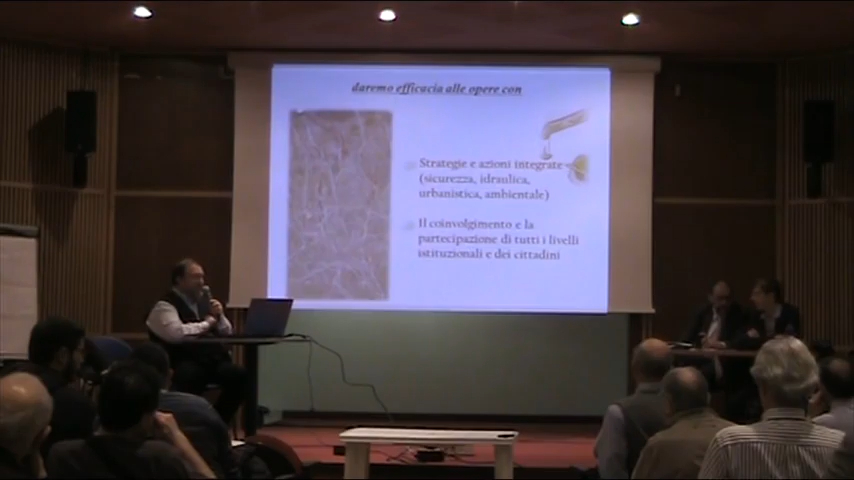 daremo efficacia alle opere con
Strategie e azioni integrate
(sicurezza, idraulica,
urbanistica, ambientale)
Il coinvolgimento e la
partecipazione di tutti i livelli
istituzionali e dei cittadini